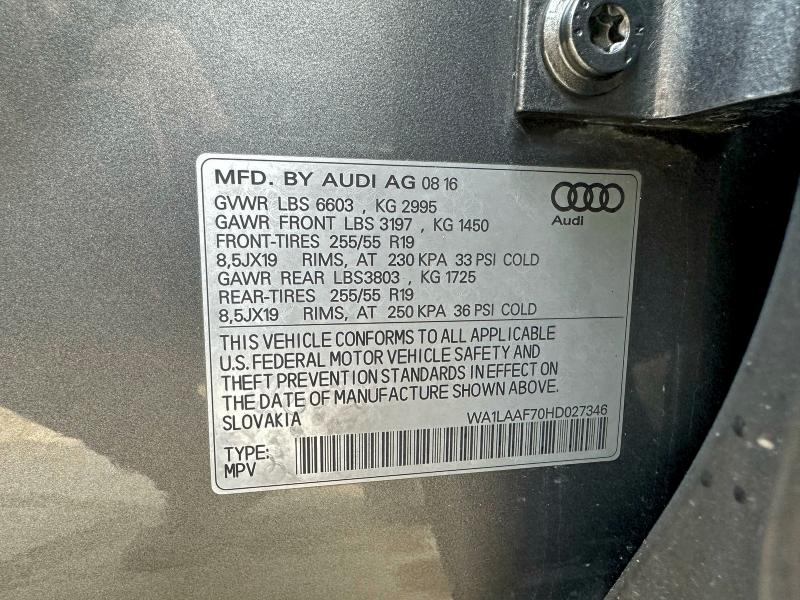 MFD. BY AUDI AG 08 16
GVWR LBS 6603 , KG 2995
GAWR FRONT LBS 3197 , KG 1450
FRONT-TIRES 255/55 R19
8,5JX19 RIMS, AT 230 KPA 33 PSI COLD
GAWR REAR LBS3803 , KG 1725
REAR-TIRES 255/55 R19
8,5JX19 RIMS, AT 250 KPA 36 PSI COLD
Audi
THIS VEHICLE CONFORMS TO ALL APPLICABLE
U.S. FEDERAL MOTOR VEHICLE SAFETY AND
THEFT PREVENTION STANDARDS IN EFFECT ON
THE DATE OF MANUFACTURE SHOWN ABOVE.
SLOVAKIA WA1LAAF70HD027346
TYPE:
MPV